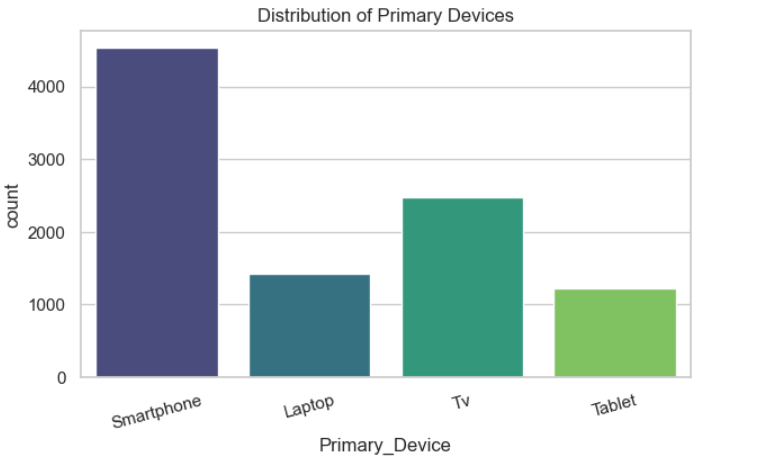 Distribution of Primary Devices
4000
3000
2000
1000
0
count
Smartphone
Laptop
Tv
Tablet
Primary_Device